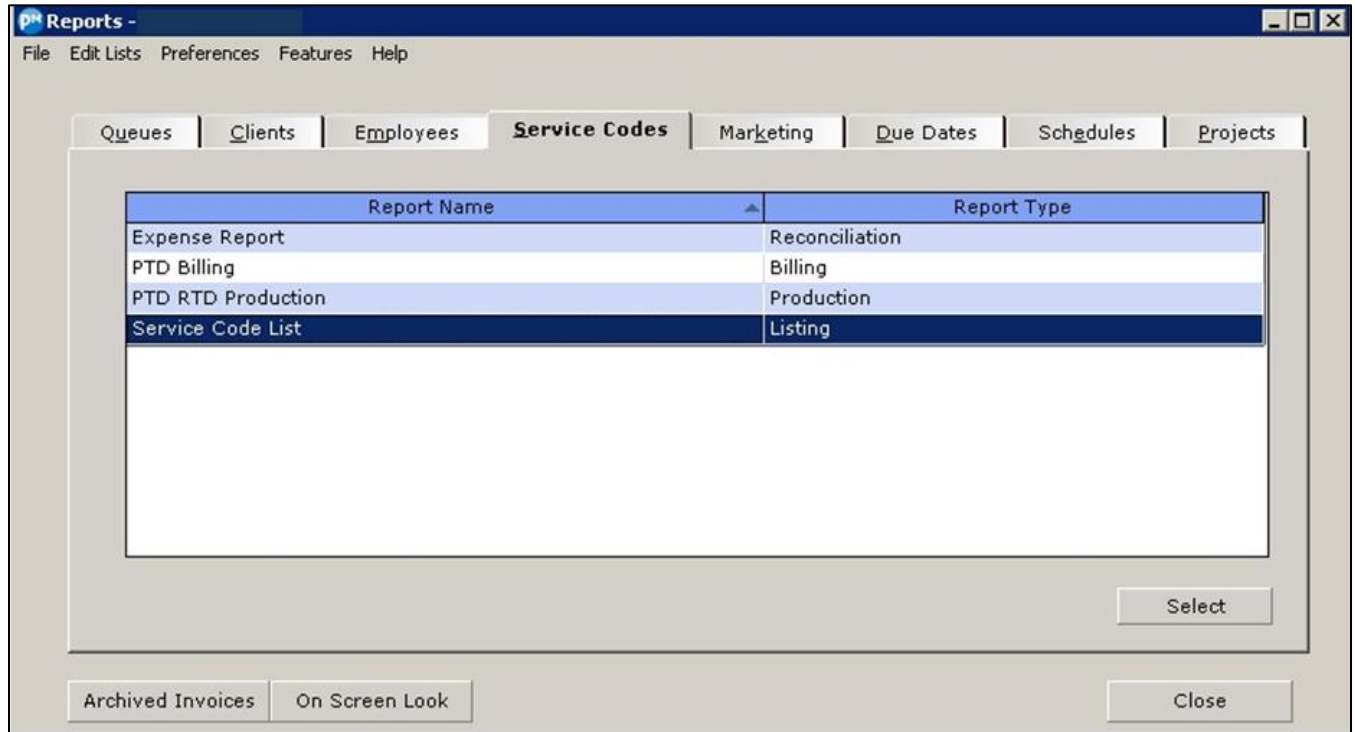 PM Reports -
File Edit Lists Preferences Features Help
Queues Clients Employees Service Codes Marketing Due Dates Schedules Projects
Report Name Report Type
Expense Report Reconciliation
PTD Billing Billing
PTD RTD Production Production
Service Code List Listing
Select
Archived Invoices On Screen Look Close